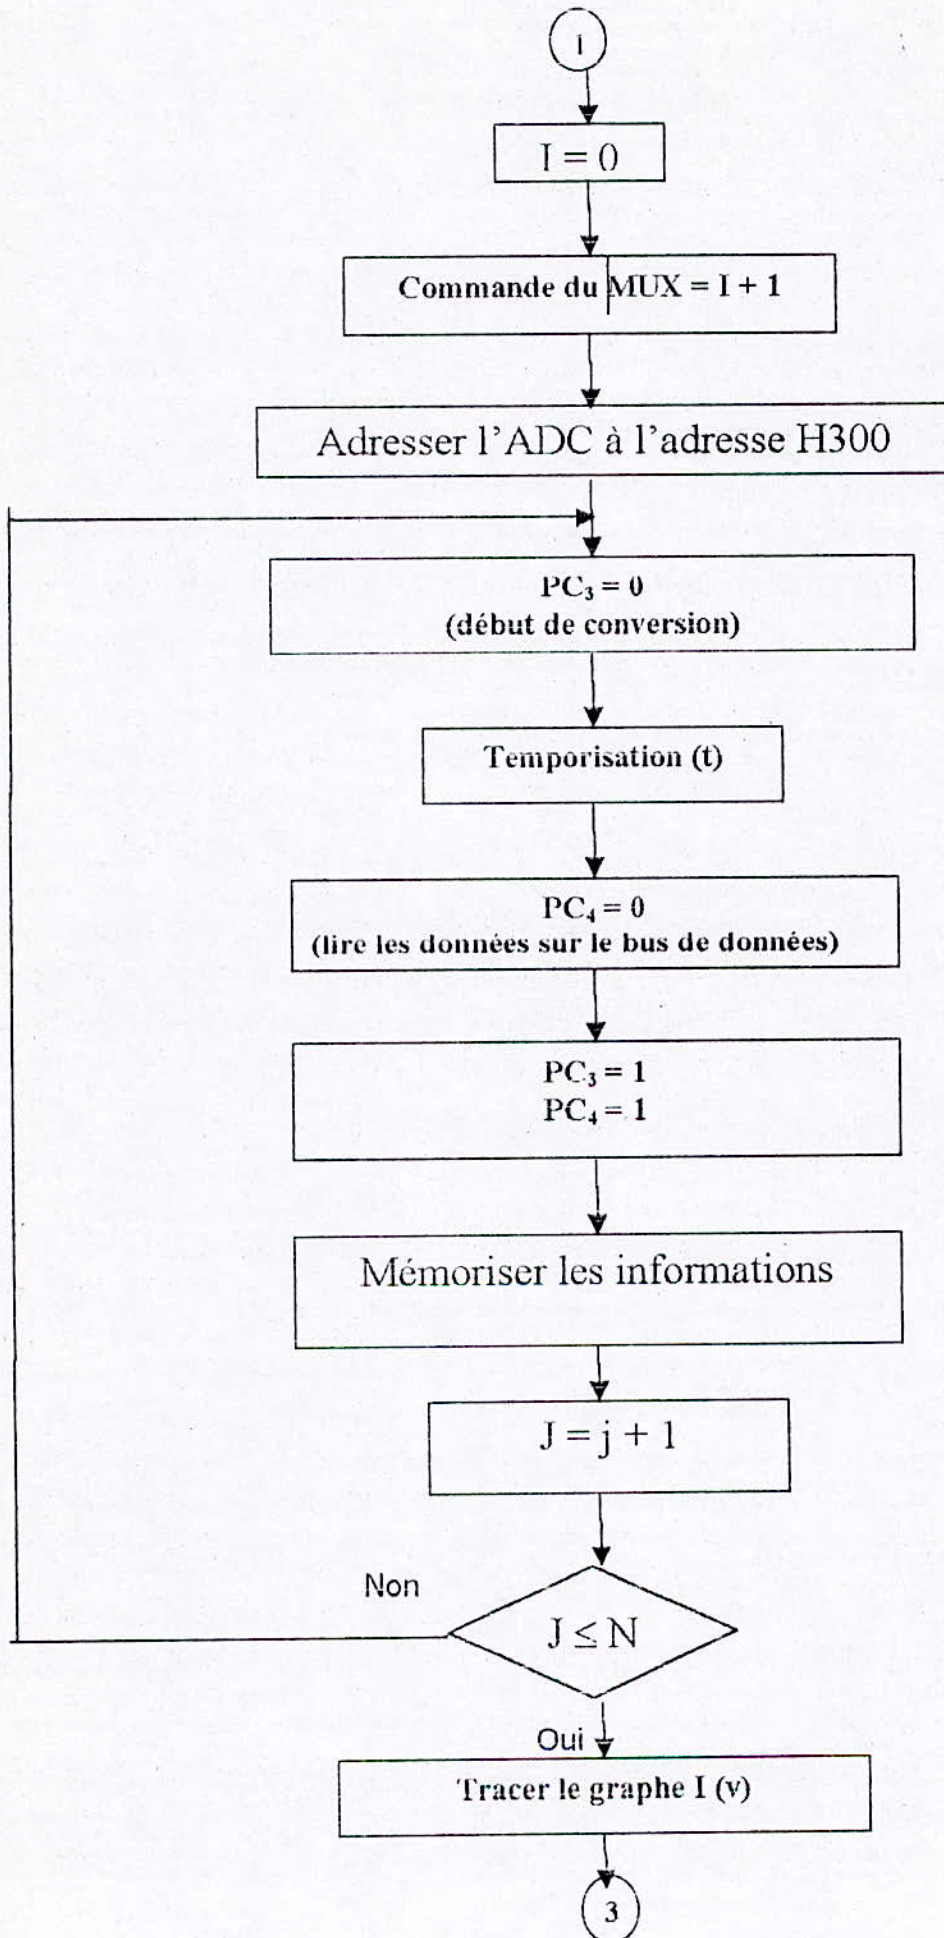 1
I = 0
Commande du MUX = I + 1
Adresser l'ADC à l'adresse H300
PC₃ = 0
(début de conversion)
Temporisation (t)
PC₄ = 0
(lire les données sur le bus de données)
PC₃ = 1
PC₄ = 1
Mémoriser les informations
J = j + 1
Non
J ≤ N
Oui
Tracer le graphe I (v)
3